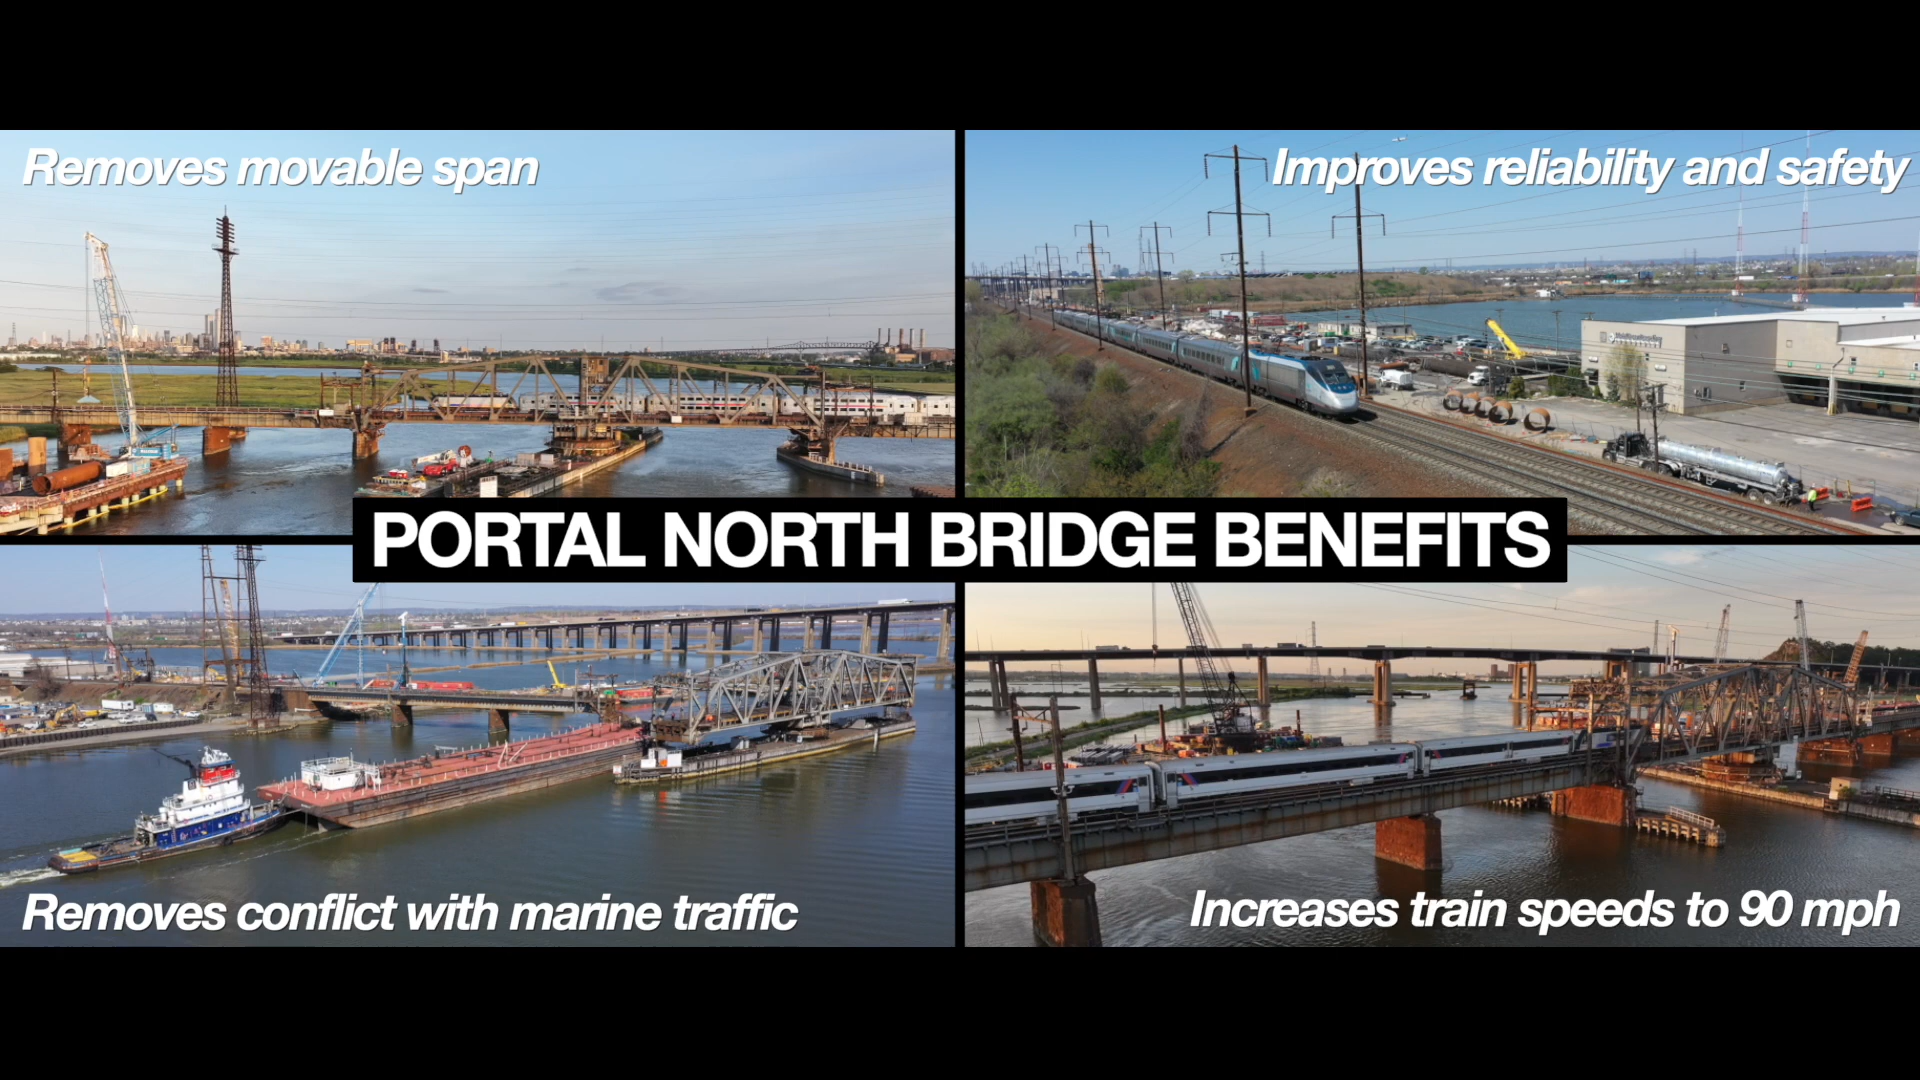 Removes movable span
Improves reliability and safety
PORTAL NORTH BRIDGE BENEFITS
Removes conflict with marine traffic
Increases train speeds to 90 mph